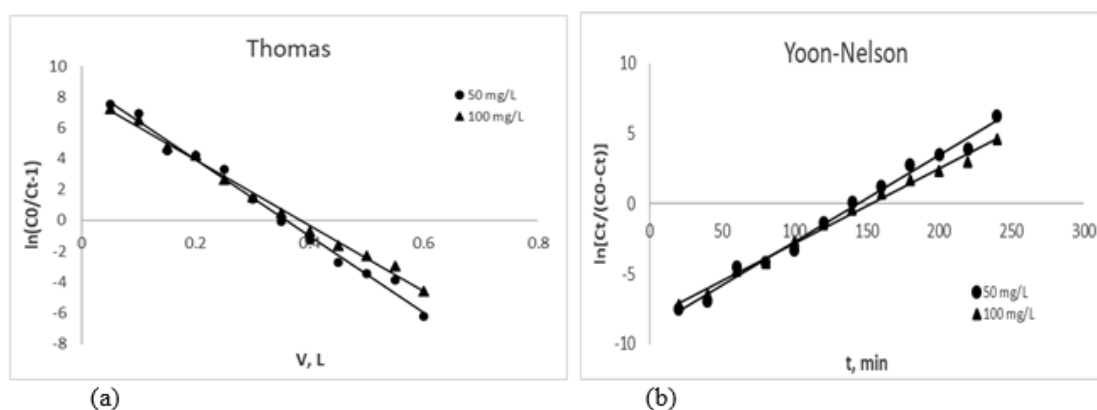 Thomas
10
8
6
4
2
0
-2
-4
-6
-8
0
0.2
0.4
0.6
0.8
ln(C0/Ct-1)
V, L
50 mg/L
100 mg/L
(a)
Yoon-Nelson
10
5
0
-5
-10
0
50
100
150
200
250
300
ln[Ct/(C0-Ct)]
t, min
50 mg/L
100 mg/L
(b)